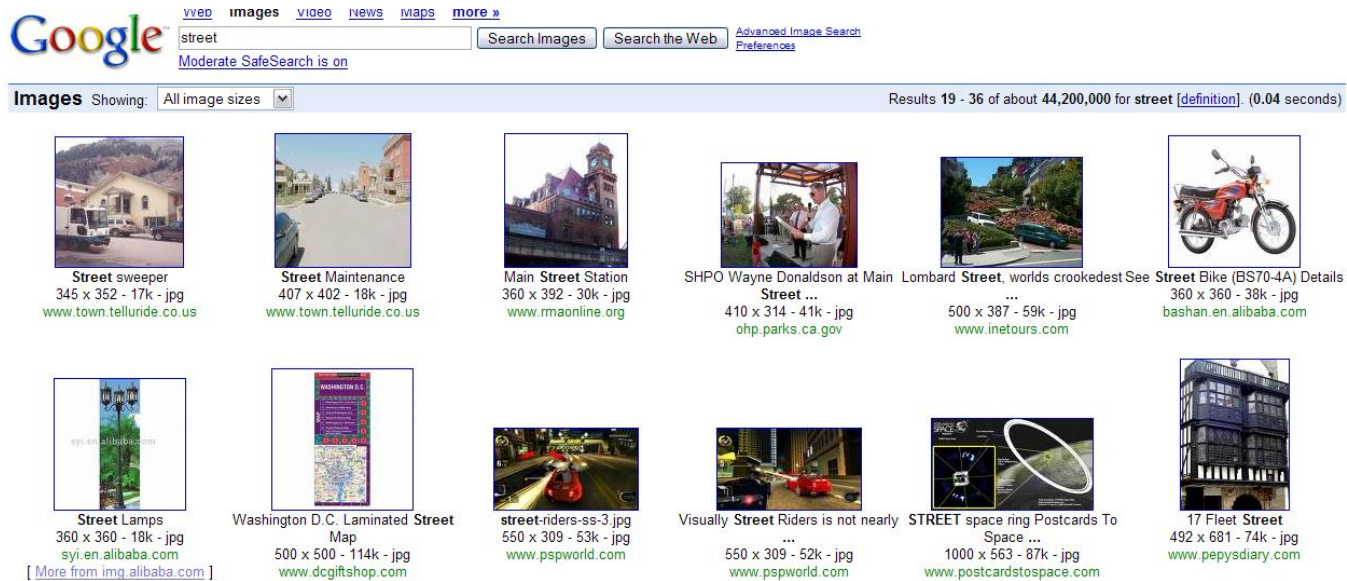 Web Images Video News Maps more »
Google street Search Images Search the Web Advanced Image Search
Preferences
Moderate SafeSearch is on
Images Showing: All image sizes Results 19 - 36 of about 44,200,000 for street [definition]. (0.04 seconds)
Street sweeper
345 x 352 - 17k - jpg
www.town.telluride.co.us
Street Maintenance
407 x 402 - 18k - jpg
www.town.telluride.co.us
Main Street Station
360 x 392 - 30k - jpg
www.rmaonline.org
SHPO Wayne Donaldson at Main
Street ...
410 x 314 - 41k - jpg
ohp.parks.ca.gov
Lombard Street, worlds crookedest
...
500 x 387 - 59k - jpg
www.inetours.com
See Street Bike (BS70-4A) Details
360 x 360 - 38k - jpg
bashan.en.alibaba.com
syi.en.alibaba.com
Street Lamps
360 x 360 - 18k - jpg
syi.en.alibaba.com
[ More from img.alibaba.com ]
WASHINGTON D.C.
MAP
Washington D.C. Laminated Street
Map
500 x 500 - 114k - jpg
www.dcgiftshop.com
street-riders-ss-3.jpg
550 x 309 - 53k - jpg
www.pspworld.com
Visually Street Riders is not nearly
...
550 x 309 - 52k - jpg
www.pspworld.com
SPACE
STREET space ring Postcards To
Space ...
1000 x 563 - 87k - jpg
www.postcardstospace.com
17 Fleet Street
492 x 681 - 74k - jpg
www.pepysdiary.com